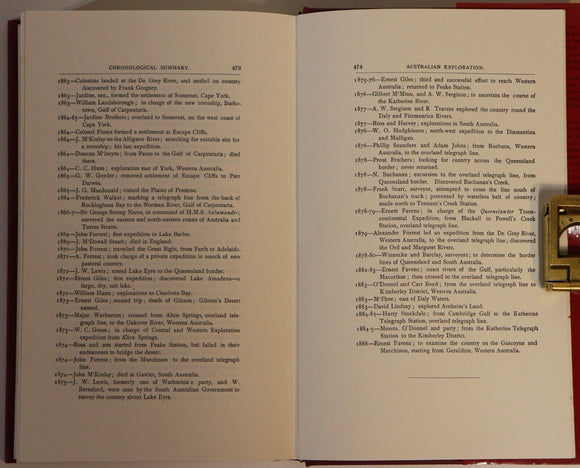 CHRONOLOGICAL SUMMARY. 473
1863—Colonists landed at the De Grey River, and settled on country
discovered by Frank Gregory.
1863—Jardine, sen., formed the settlement of Somerset, Cape York.
1865—William Landsborough; in charge of the new township, Burke-
town, Gulf of Carpentaria.
1864-65—Jardine Brothers; overland to Somerset, on the west coast of
Cape York.
1864—Colonel Finnis formed a settlement at Escape Cliffs.
1864—J. M'Kinlay on the Alligator River; searching for suitable site for
a township; his last expedition.
1864—Duncan M'Intyre; from Paroo to the Gulf of Carpentaria; died
there.
1864—C. C. Hunt; exploration east of York, Western Australia.
1865—G. W. Goyder; removed settlement of Escape Cliffs to Port
Darwin.
1865—J. G. Macdonald; visited the Plains of Promise.
1864—Frederick Walker; marking a telegraph line from the back of
Rockingham Bay to the Norman River, Gulf of Carpentaria.
1866-7—Sir George Strong Nares, in command of H.M.S. Salamander;
surveyed the eastern and north-eastern coasts of Australia and
Torres Straits.
1869—John Forrest; first expedition to Lake Barlee.
1869—J. M'Dowall Stuart; died in England.
1870—John Forrest; travelled the Great Bight, from Perth to Adelaide.
1871—A. Forrest; took charge of a private expedition in search of new
pastoral country.
1872—J. W. Lewis; round Lake Eyre to the Queensland border.
1872—Ernest Giles; first expedition; discovered Lake Amadeus—a
large, dry, salt lake.
1872—William Hann; explorations to Charlotte Bay.
1873—Ernest Giles; second trip; death of Gibson; Gibson's Desert
named.
1873—Major Warburton; crossed from Alice Springs, overland tele-
graph line, to the Oakover River, Western Australia.
1873—W. C. Gosse; in charge of Central and Western Exploration
expedition from Alice Springs.
1874—Ross and son started from Peake Station, but failed in their
endeavours to bridge the desert.
1874—John Forrest; from the Murchison to the overland telegraph
line.
1874—John M'Kinlay; died at Gawler, South Australia.
1875—J. W. Lewis, formerly one of Warburton's party, and W.
Beresford, were sent by the South Australian Government to
survey the country about Lake Eyre.
474 AUSTRALIAN EXPLORATION.
1875-76—Ernest Giles; third and successful effort to reach Western
Australia; returned to Peake Station.
1876—Gilbert M'Minn, and A. W. Sergison; to ascertain the course of
the Katherine River.
1877—A. W. Sergison and R. Travers explored the country round the
Daly and Fitzmaurice Rivers.
1877—Ross and Harvey; explorations in South Australia.
1876—W. O. Hodgkinson; north-west expedition to the Diamantina
and Mulligan.
1876—Phillip Saunders and Adam Johns; from Roeburn, Western
Australia, to the overland telegraph line.
1878—Prout Brothers; looking for country across the Queensland
border; never returned.
1878—N. Buchanan; excursion to the overland telegraph line, from
Queensland border. Discovered Buchanan's Creek.
1878—Frank Scarr, surveyor, attempted to cross the line south of
Buchanan's track; prevented by waterless belt of country;
made north to Tennant's Creek Station.
1878-79—Ernest Favenc; in charge of the Queenslander Trans-
continental Expedition, from Blackall to Powell's Creek
Station, overland telegraph line.
1879—Alexander Forrest led an expedition from the De Grey River,
Western Australia, to the overland telegraph line; discovered
the Ord and Margaret Rivers.
1878-80—Winnecke and Barclay, surveyors; to determine the border
lines of Queensland and South Australia.
1882-83—Ernest Favenc; coast rivers of the Gulf, particularly the
Macarthur; then crossed to the overland telegraph line.
1883—O'Donnel and Carr Boyd; from the overland telegraph line to
Kimberley District, Western Australia.
1883—M'Phee; east of Daly Waters.
1883—David Lindsay; explored Arnheim's Land.
1884-85—Harry Stockdale; from Cambridge Gulf to the Katherine
Telegraph Station, overland telegraph line.
1884-5—Messrs. O'Donnel and party; from the Katherine Telegraph
Station to the Kimberley District.
1888—Ernest Favenc; to examine the country on the Gascoyne and
Murchison, starting from Geraldton, Western Australia.